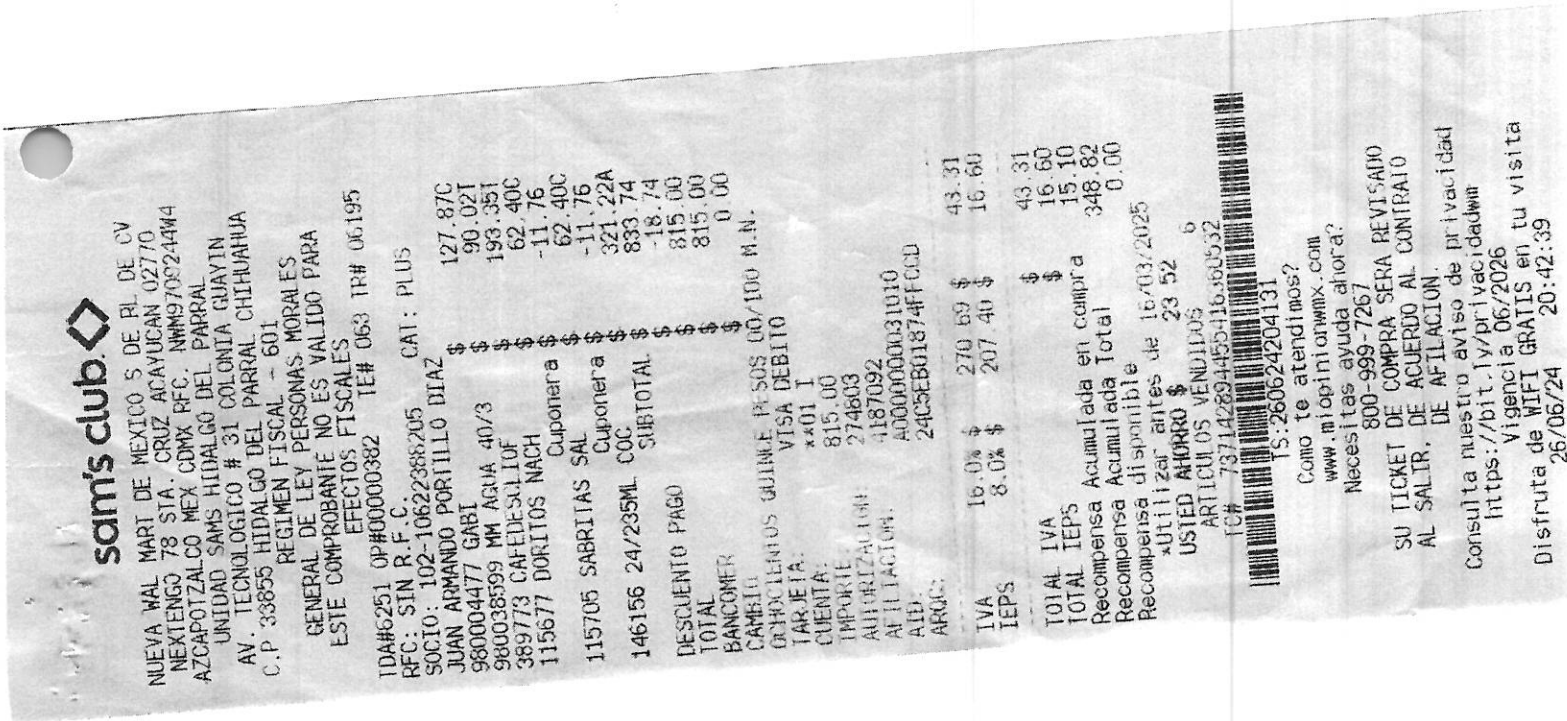 sam's club
NUEVA WAL MART DE MEXICO S DE RL DE CV
NEXTENGO 78 STA. CRUZ ACAYUCAN 02770
AZCAPOTZALCO MEX CDMX RFC. NWM9709244W4
UNIDAD SAMS HIDALGO DEL PARRAL
AV. TECNOLOGICO # 31 COLONIA GUAYIN
C.P 33855 HIDALGO DEL PARRAL CHIHUAHUA
REGIMEN FISCAL - 601
GENERAL DE LEY PERSONAS MORALES
ESTE COMPROBANTE NO ES VALIDO PARA
EFECTOS FISCALES
TDA#6251 OP#00000382 TE# 063 TR# 06195
RFC: SIN R.F.C.
SOCIO: 102-106222388205 CAT: PLUS
JUAN ARMANDO PORTILLO DIAZ
980004477 GABI $ 127.87C
980038599 MM AGUA 40/3 $ 90.02T
389773 CAFEDESCLIOF $ 193.35T
115677 DORITOS NACH $ 62.40C
Cuponera $ -11.76
115705 SABRITAS SAL $ 62.40C
Cuponera $ -11.76
146156 24/235ML COC $ 321.22A
SUBTOTAL $ 833.74
DESCUENTO PAGO $ -18.74
TOTAL $ 815.00
BANCOMER $ 815.00
CAMBIO $ 0.00
OCHOCIENTOS QUINCE PESOS 00/100 M.N.
TARJETA: VISA DEBITO
CUENTA: **01 I
IMPORTE: 815.00
AUTORIZACION: 274803
AFILIACION: 4187092
AID: A0000000031010
ARQC: 24C5EB01874FF0CD
IVA 16.0% $ 270.69 $ 43.31
IEPS 8.0% $ 207.40 $ 16.60
TOTAL IVA $ 43.31
TOTAL IEPS $ 16.60
Recompensa Acumulada en compra 15.10
Recompensa Acumulada Total 348.82
Recompensa disponible 0.00
*Utilizar antes de 16/03/2025
USTED AHORRO $ 23.52
ARTICULOS VENDIDOS 6
TC# 737142894455416360532
TS:26062420413​1
Como te atendimos?
www.miopinionwmx.com
Necesitas ayuda ahora?
800-999-7267
SU TICKET DE COMPRA SERA REVISADO
AL SALIR, DE ACUERDO AL CONTRATO
DE AFILACION.
Consulta nuestro aviso de privacidad
https://bit.ly/privacidadwm
Vigencia 06/2026
Disfruta de WIFI GRATIS en tu visita
26/06/24 20:42:39